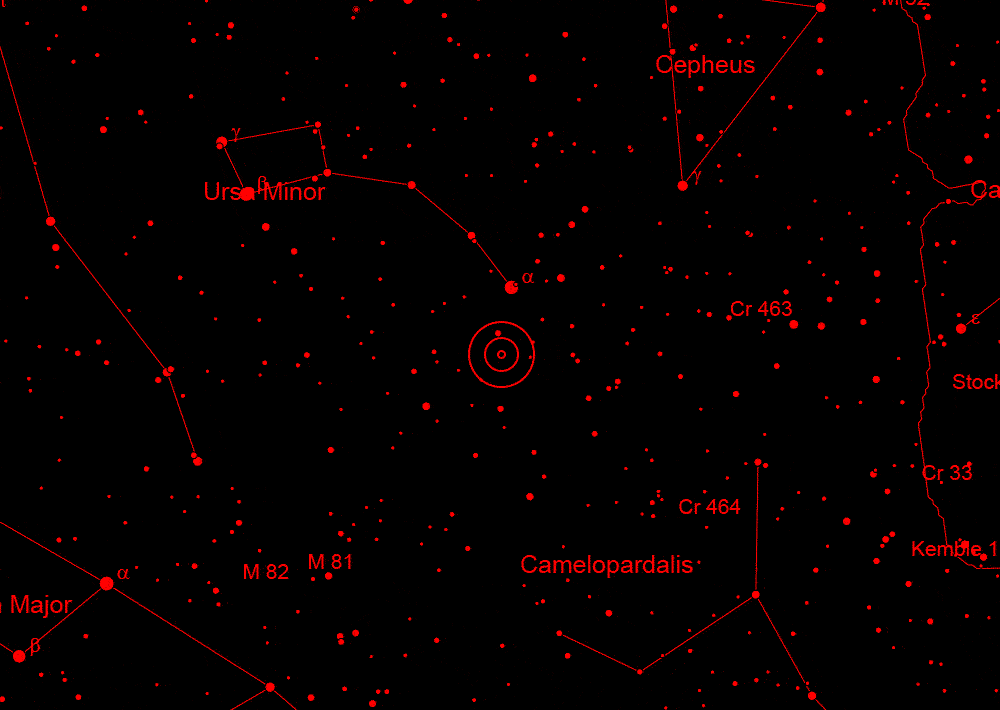 M 52
Cepheus
γ
β
Ursa Minor
γ
Ca
α
Cr 463
ε
Stock
Cr 33
Cr 464
Kemble 1
M 81
M 82
Camelopardalis
α
Major
β